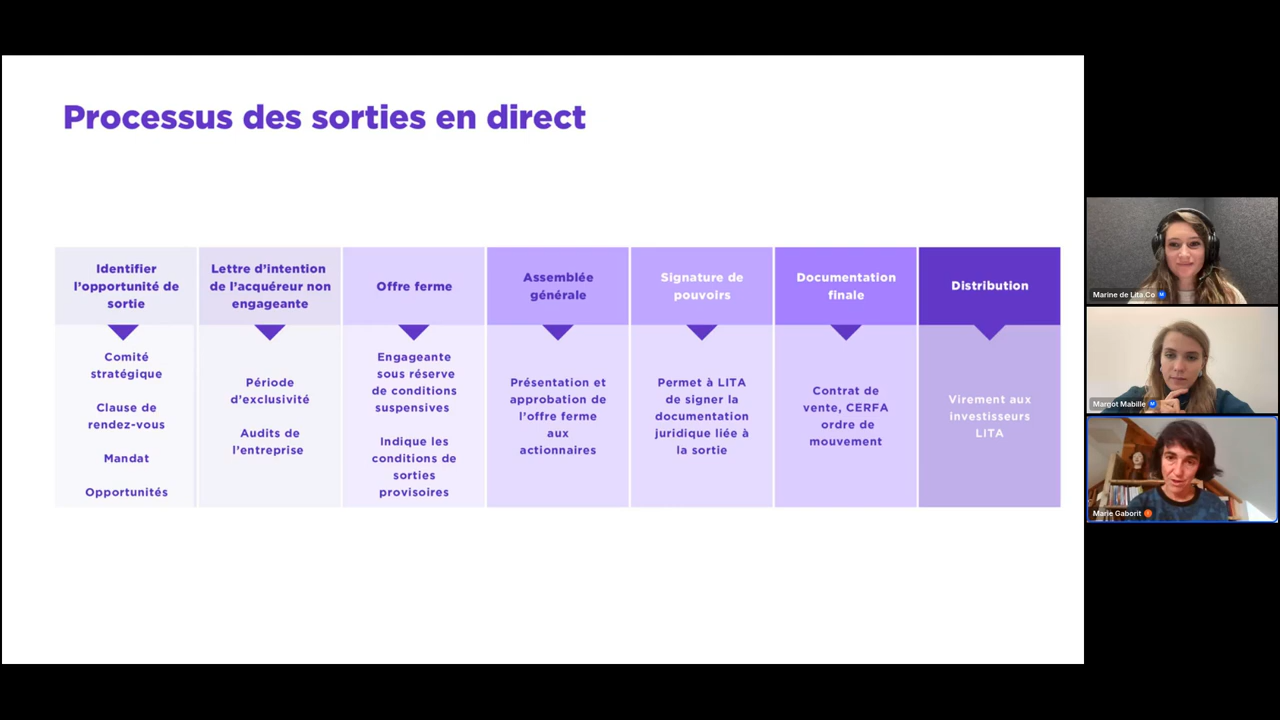 Processus des sorties en direct
Identifier
l’opportunité de
sortie
Comité
stratégique
Clause de
rendez-vous
Mandat
Opportunités
Lettre d’intention
de l’acquéreur non
engageante
Période
d’exclusivité
Audits de
l’entreprise
Offre ferme
Engageante
sous réserve
de conditions
suspensives
Indique les
conditions de
sorties
provisoires
Assemblée
générale
Présentation et
approbation de
l’offre ferme
aux
actionnaires
Signature de
pouvoirs
Permet à LITA
de signer la
documentation
juridique liée à
la sortie
Documentation
finale
Contrat de
vente, CERFA
ordre de
mouvement
Distribution
Virement aux
investisseurs
LITA
Marine de Lita.Co
Margot Mabille
Marie Gaborit